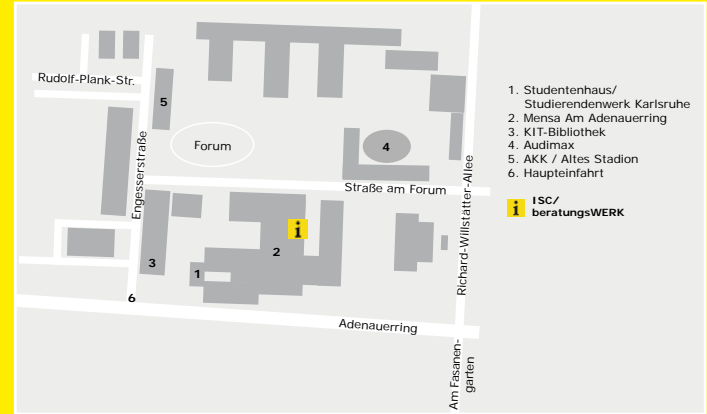 Rudolf-Plank-Str.
5
Forum
4
Engesserstraße
Straße am Forum
Richard-Willstätter-Allee
i
2
3
1
6
Adenauerring
Am Fasanen-
garten
1. Studentenhaus/
Studierendenwerk Karlsruhe
2. Mensa Am Adenauerring
3. KIT-Bibliothek
4. Audimax
5. AKK / Altes Stadion
6. Haupteinfahrt
i
ISC/
beratungsWERK